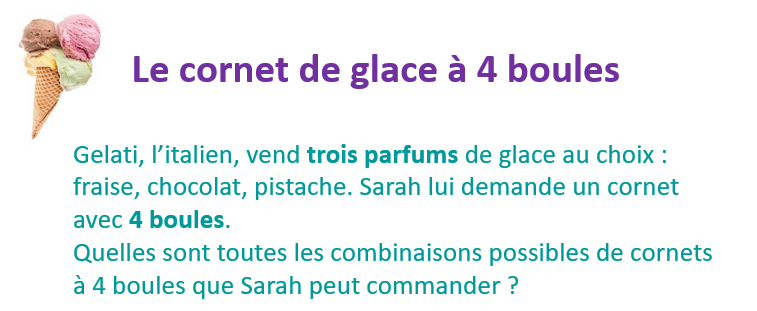 Le cornet de glace à 4 boules
Gelati, l’italien, vend trois parfums de glace au choix :
fraise, chocolat, pistache. Sarah lui demande un cornet
avec 4 boules.
Quelles sont toutes les combinaisons possibles de cornets
à 4 boules que Sarah peut commander ?